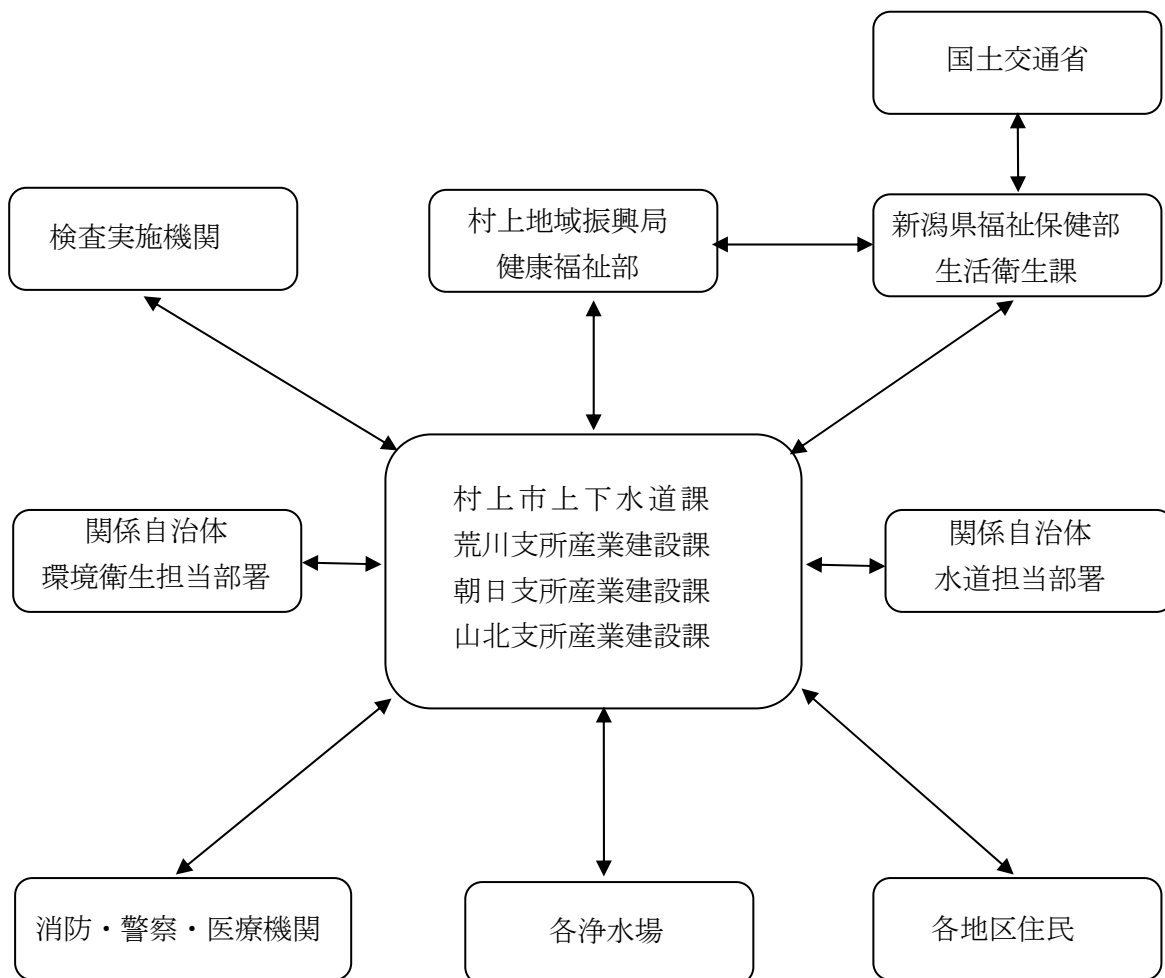 国土交通省
検査実施機関
村上地域振興局
健康福祉部
新潟県福祉保健部
生活衛生課
村上市上下水道課
荒川支所産業建設課
朝日支所産業建設課
山北支所産業建設課
関係自治体
環境衛生担当部署
関係自治体
水道担当部署
消防・警察・医療機関
各浄水場
各地区住民